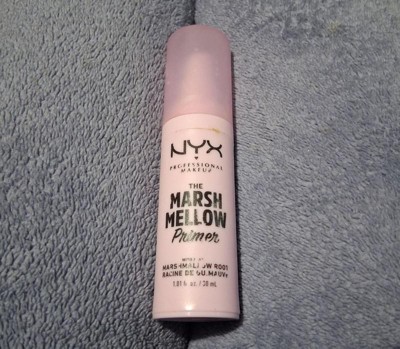 NYX
PROFESSIONAL
MAKEUP
THE
MARSH
MELLOW
Primer
MARSHMALLOW ROOT
RACINE DE GUIMAUVE
1.01 fl. oz. / 30 mL